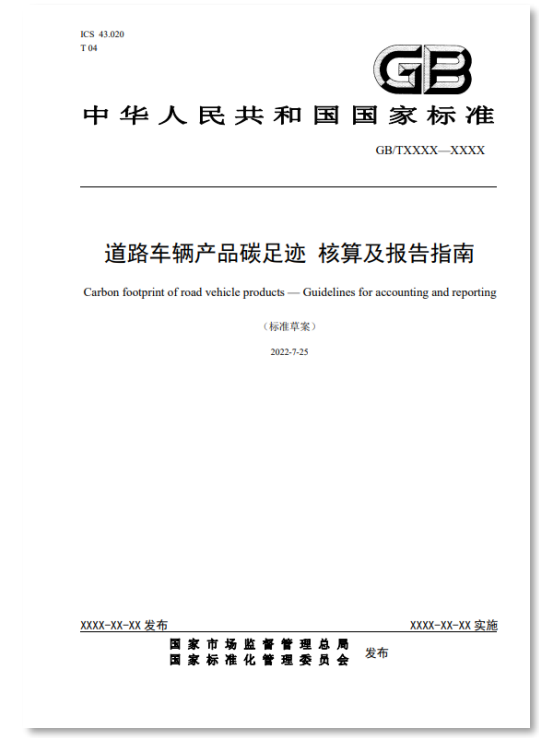 ICS 43.020
T 04
GB
中华人民共和国国家标准
GB/TXXXX—XXXX
道路车辆产品碳足迹 核算及报告指南
Carbon footprint of road vehicle products — Guidelines for accounting and reporting
（标准草案）
2022-7-25
XXXX-XX-XX 发布
XXXX-XX-XX 实施
国家市场监督管理总局
国家标准化管理委员会
发布